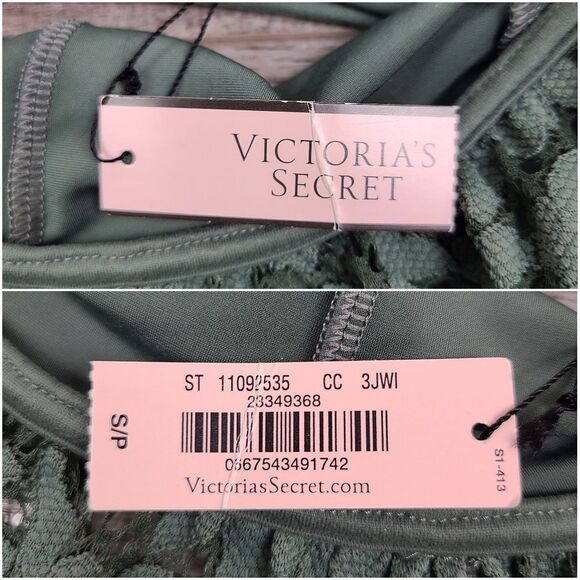 VICTORIA'S
SECRET
ST 11092535 CC 3JWI
23349368
0667543491742
VictoriasSecret.com
S/P
S1-413